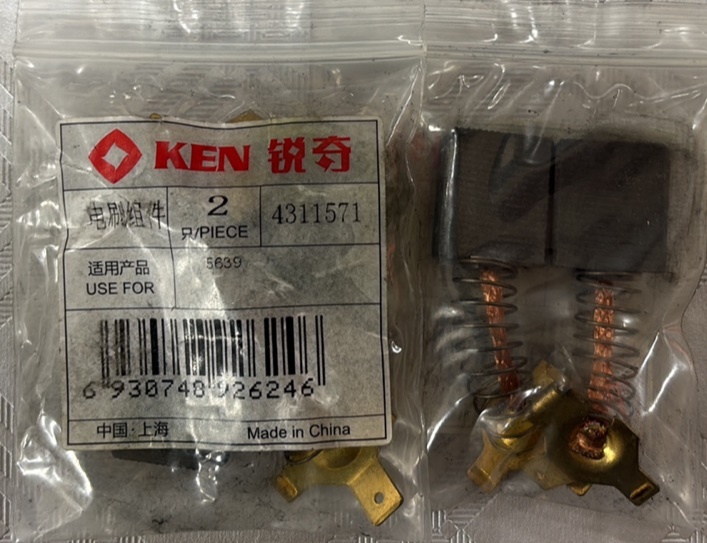 KEN 锐奇
电刷组件
2
只/PIECE
4311571
适用产品
USE FOR
5639
6 930748 926246
中国·上海
Made in China